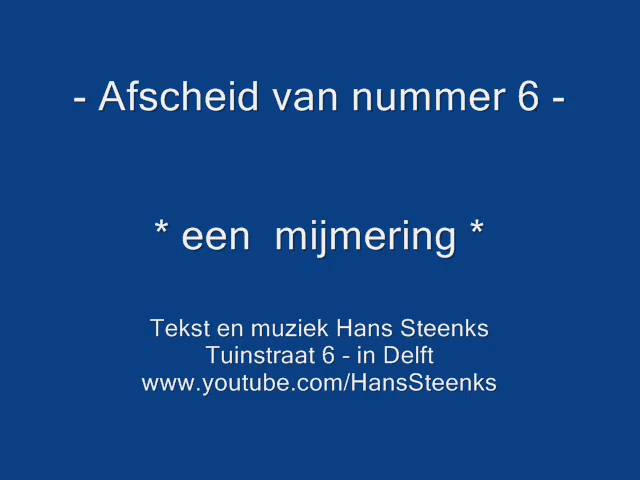 - Afscheid van nummer 6 -
* een mijmering *
Tekst en muziek Hans Steenks
Tuinstraat 6 - in Delft
www.youtube.com/HansSteenks